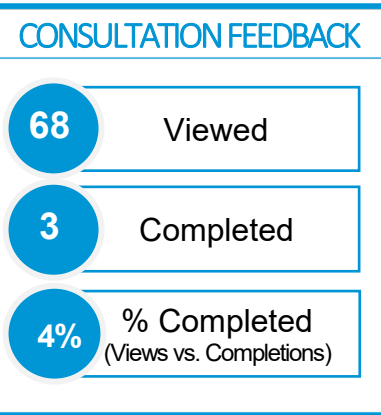 CONSULTATION FEEDBACK
68
Viewed
3
Completed
4%
% Completed
(Views vs. Completions)